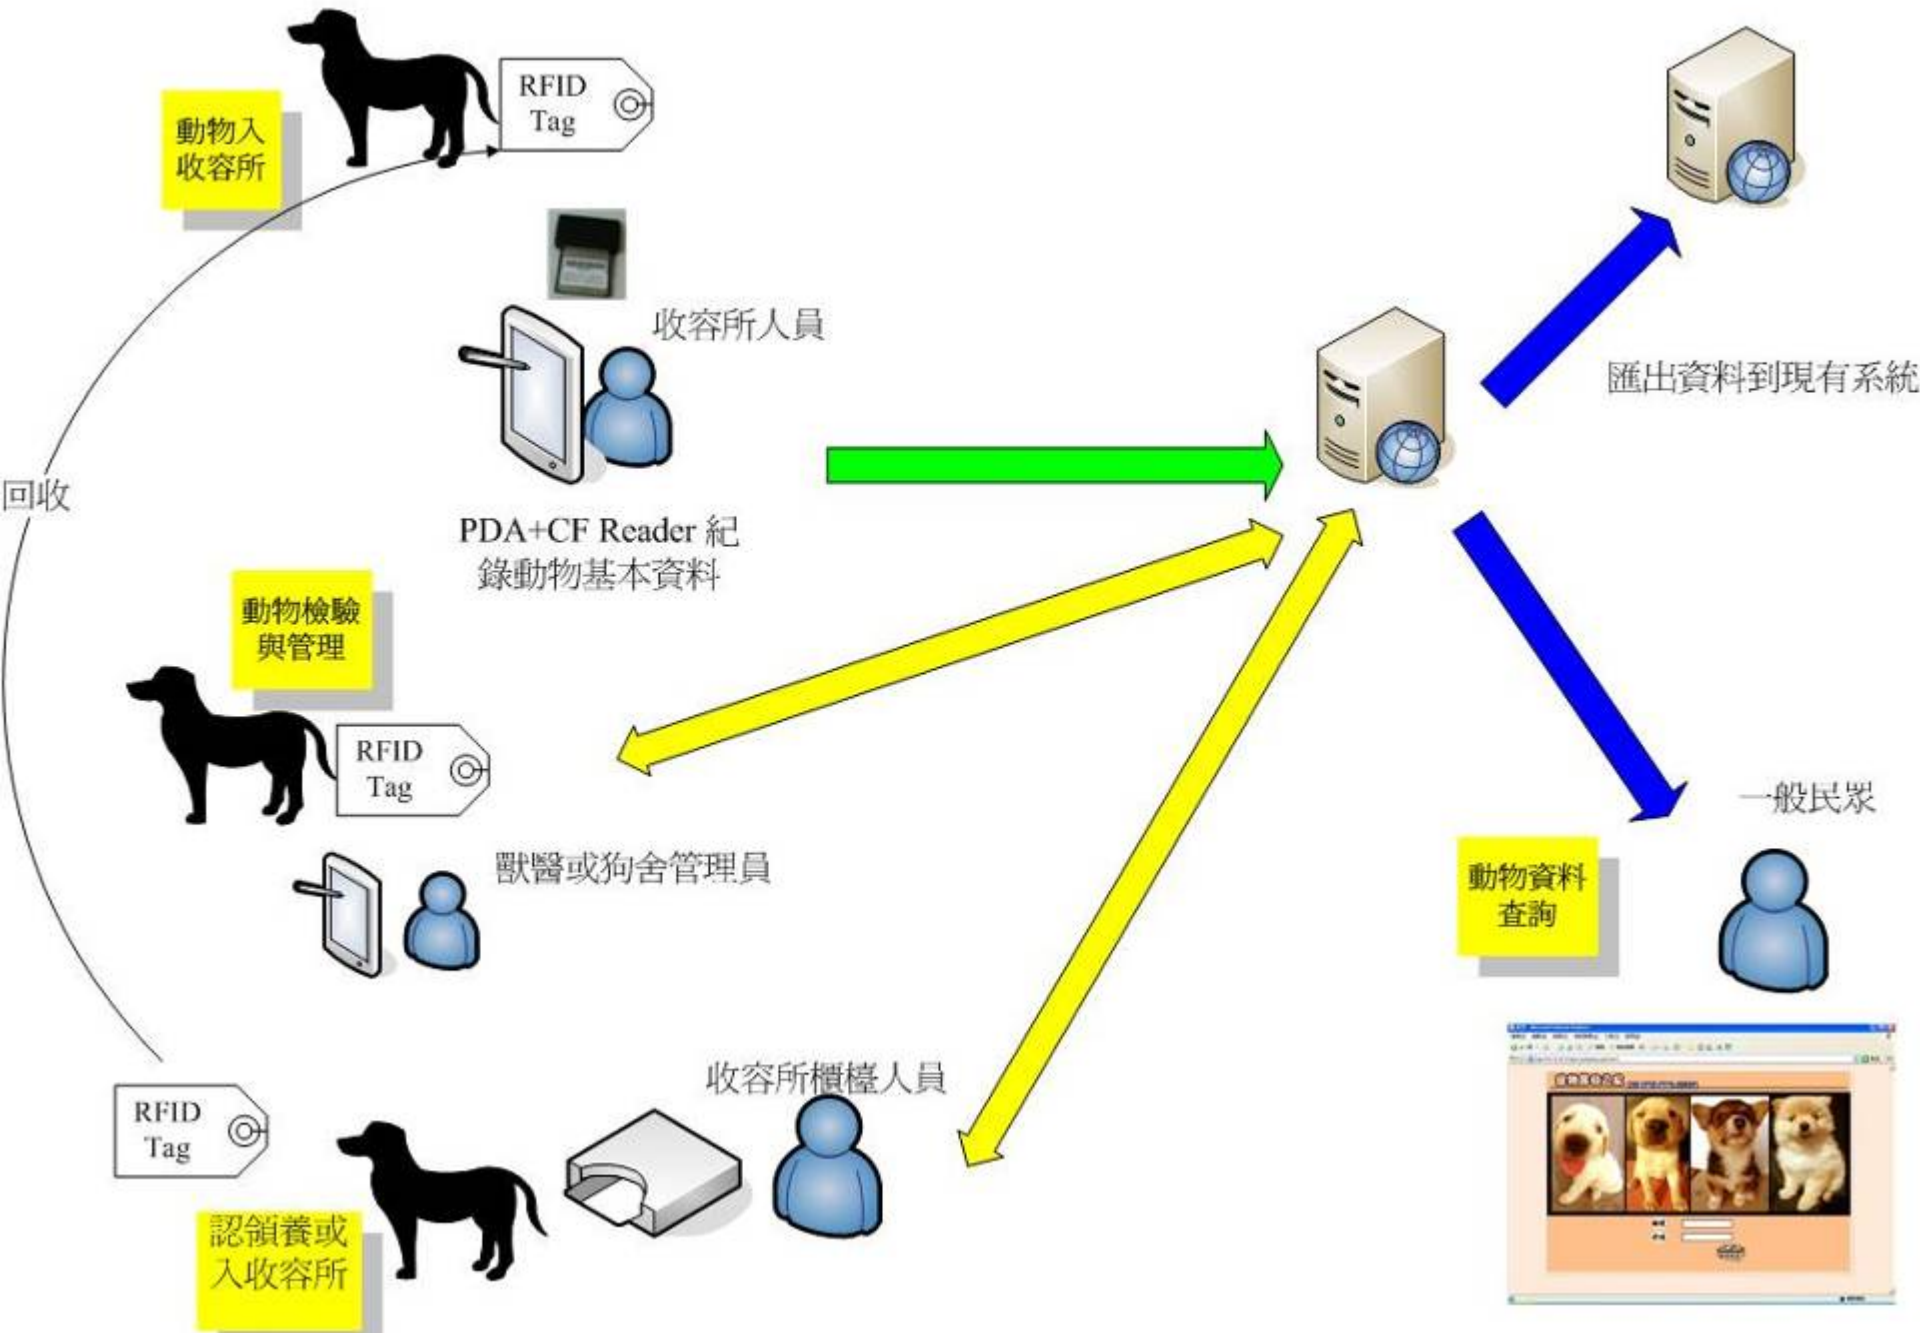 動物入
收容所
RFID
Tag
收容所人員
匯出資料到現有系統
回收
PDA+CF Reader 紀
錄動物基本資料
動物檢驗
與管理
RFID
Tag
獸醫或狗舍管理員
一般民眾
動物資料
查詢
收容所櫃檯人員
RFID
Tag
認領養或
入收容所